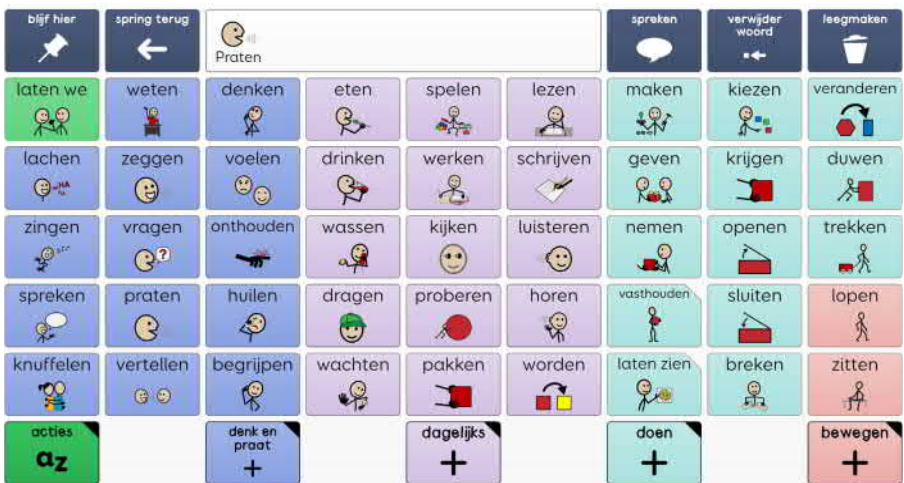 blijf hier
spring terug
Praten
spreken
verwijder
woord
leegmaken
laten we
weten
denken
eten
spelen
lezen
maken
kiezen
veranderen
lachen
HA
zeggen
voelen
drinken
werken
schrijven
geven
krijgen
duwen
zingen
vragen
?
onthouden
wassen
kijken
luisteren
nemen
openen
trekken
spreken
praten
huilen
dragen
proberen
horen
vasthouden
sluiten
lopen
knuffelen
vertellen
begrijpen
wachten
pakken
worden
laten zien
breken
zitten
acties
az
denk en
praat
+
dagelijks
+
doen
+
bewegen
+